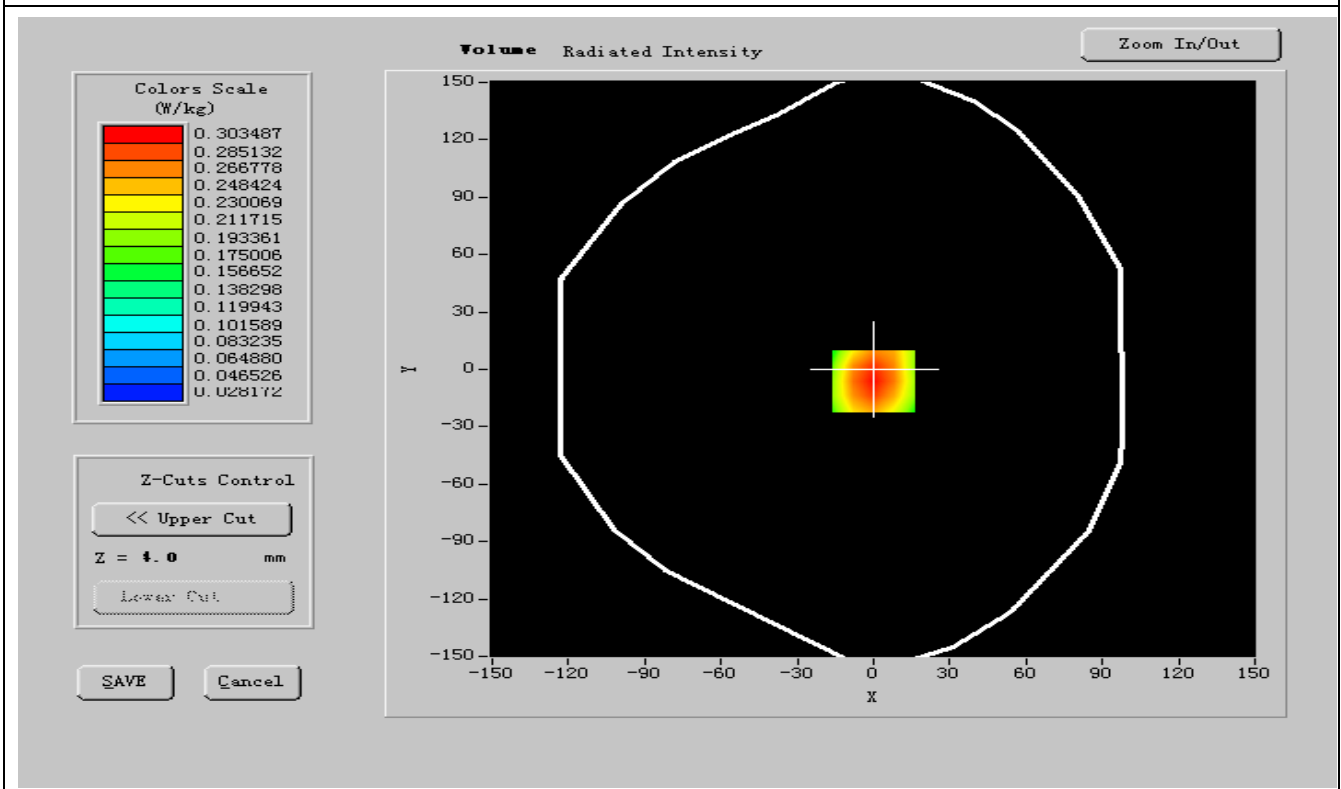 Volume Radiated Intensity
Zoom In/Out
Colors Scale
(W/kg)
0.303487
0.285132
0.266778
0.248424
0.230069
0.211715
0.193361
0.175006
0.156652
0.138298
0.119943
0.101589
0.083235
0.064880
0.046526
0.028172
Z-Cuts Control
<< Upper Cut
Z = 4.0 mm
Lower Cut
SAVE
Cancel
150
120
90
60
30
0
-30
-60
-90
-120
-150
Y
-150 -120 -90 -60 -30 0 30 60 90 120 150
X